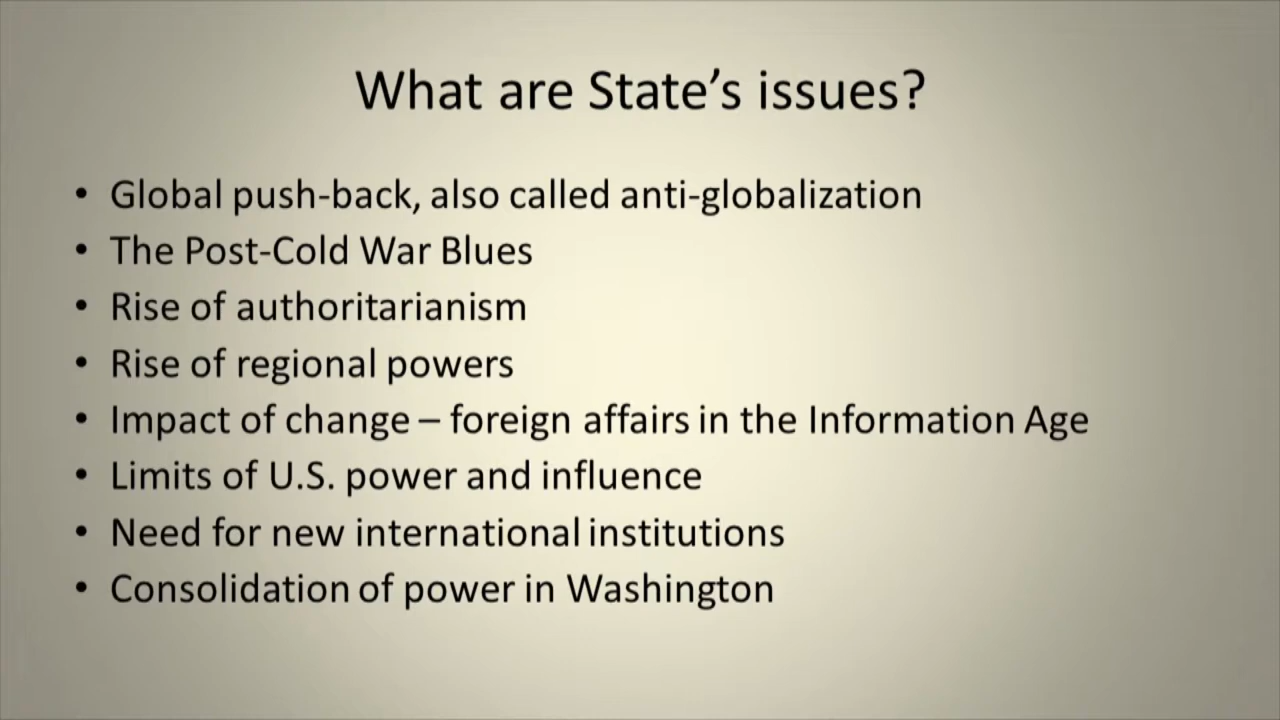 What are State’s issues?
• Global push-back, also called anti-globalization
• The Post-Cold War Blues
• Rise of authoritarianism
• Rise of regional powers
• Impact of change – foreign affairs in the Information Age
• Limits of U.S. power and influence
• Need for new international institutions
• Consolidation of power in Washington